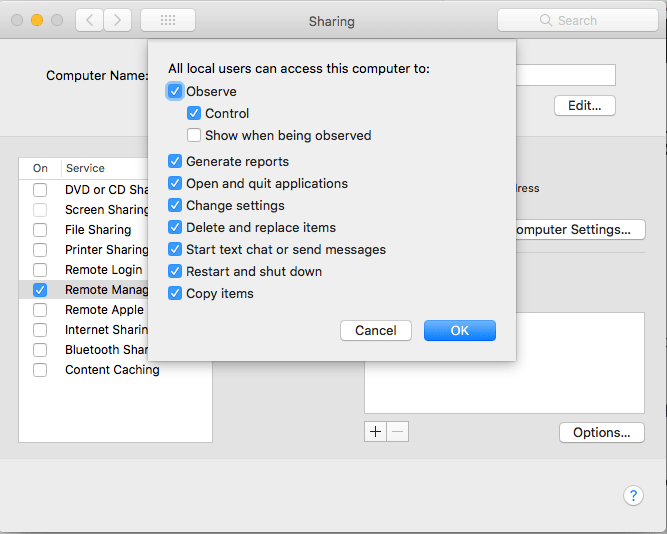 Sharing
Search
All local users can access this computer to:
Computer Name:
Observe
Control
Edit...
Show when being observed
On Service
Generate reports
Open and quit applications
Change settings
Delete and replace items
Start text chat or send messages
Restart and shut down
Copy items
Cancel
OK
DVD or CD Sha
Screen Sharing
File Sharing
Printer Sharing
Remote Login
Remote Manag
Remote Apple
Internet Sharin
Bluetooth Shar
Content Caching
dress
omputer Settings...
+ −
Options...
?